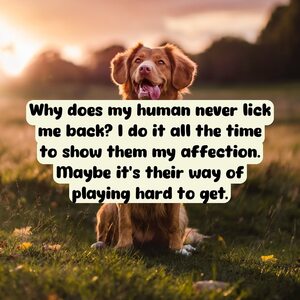 Why does my human never lick
me back? I do it all the time
to show them my affection.
Maybe it's their way of
playing hard to get.